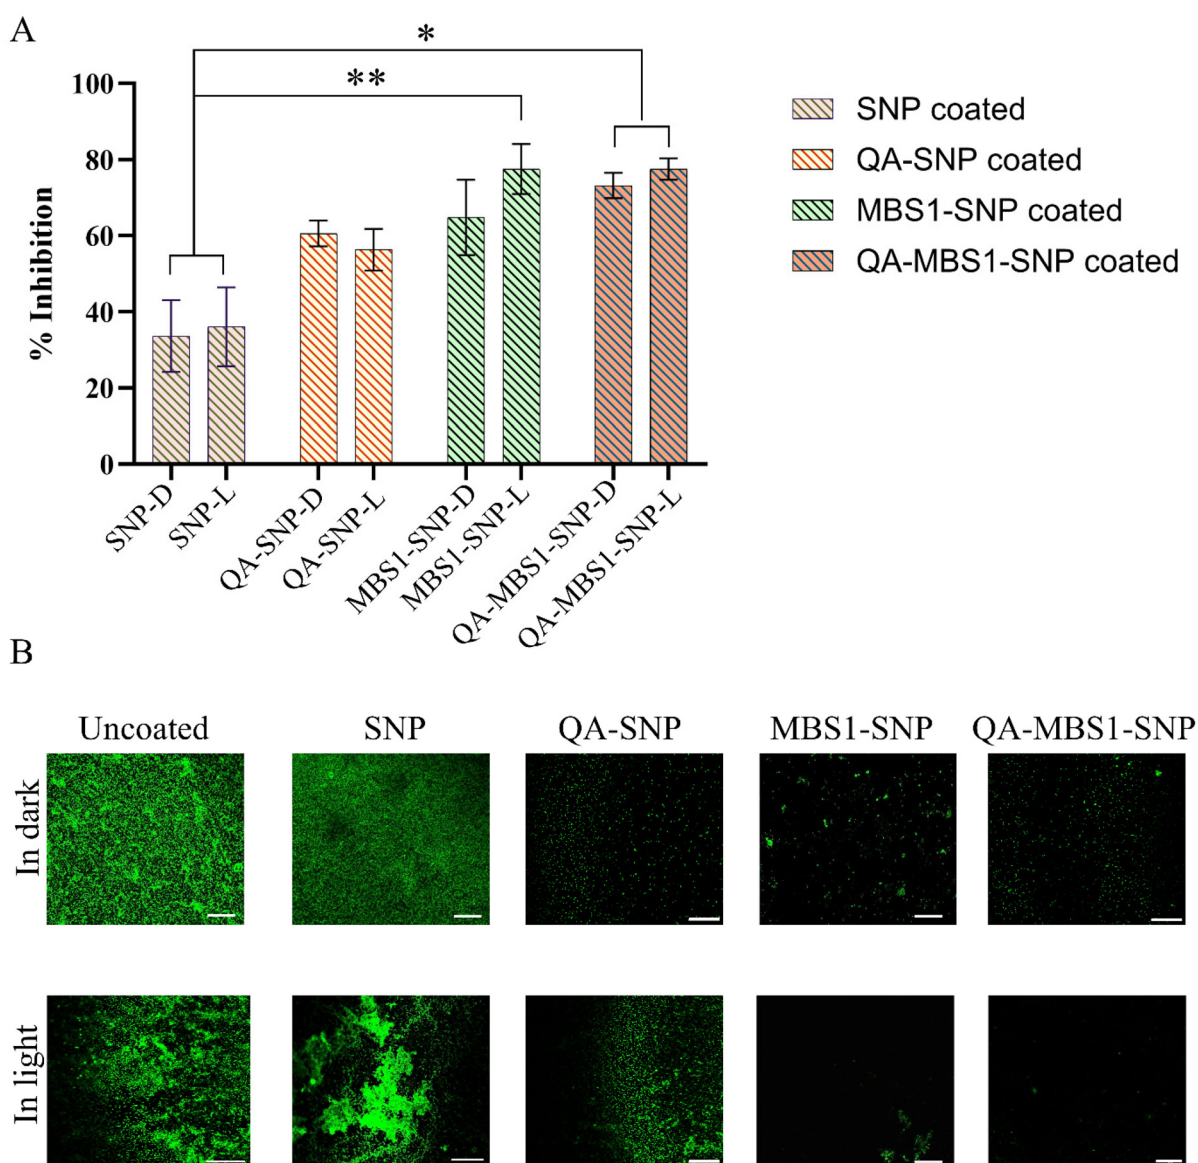 A
*
**
100
80
60
40
20
0
% Inhibition
SNP-D
SNP-L
QA-SNP-D
QA-SNP-L
MBS1-SNP-D
MBS1-SNP-L
QA-MBS1-SNP-D
QA-MBS1-SNP-L
SNP coated
QA-SNP coated
MBS1-SNP coated
QA-MBS1-SNP coated
B
Uncoated
SNP
QA-SNP
MBS1-SNP
QA-MBS1-SNP
In dark
In light